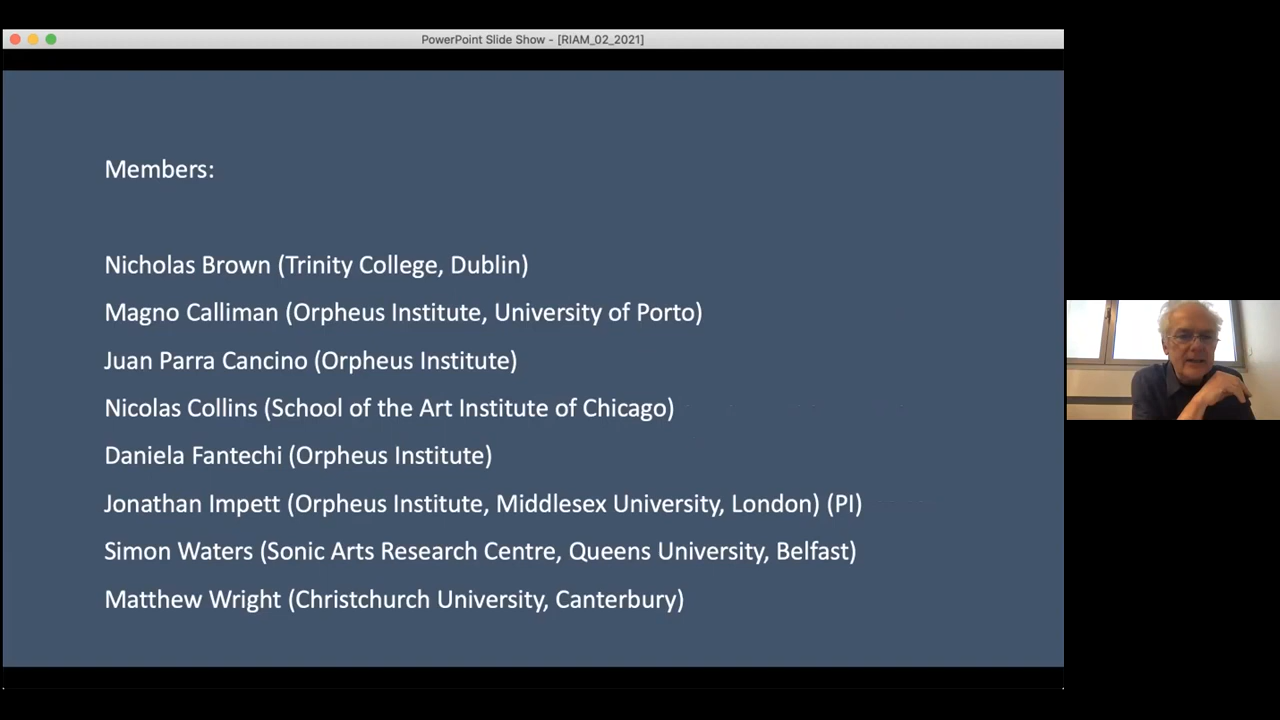 PowerPoint Slide Show - [RIAM_02_2021]
Members:
Nicholas Brown (Trinity College, Dublin)
Magno Calliman (Orpheus Institute, University of Porto)
Juan Parra Cancino (Orpheus Institute)
Nicolas Collins (School of the Art Institute of Chicago)
Daniela Fantechi (Orpheus Institute)
Jonathan Impett (Orpheus Institute, Middlesex University, London) (PI)
Simon Waters (Sonic Arts Research Centre, Queens University, Belfast)
Matthew Wright (Christchurch University, Canterbury)